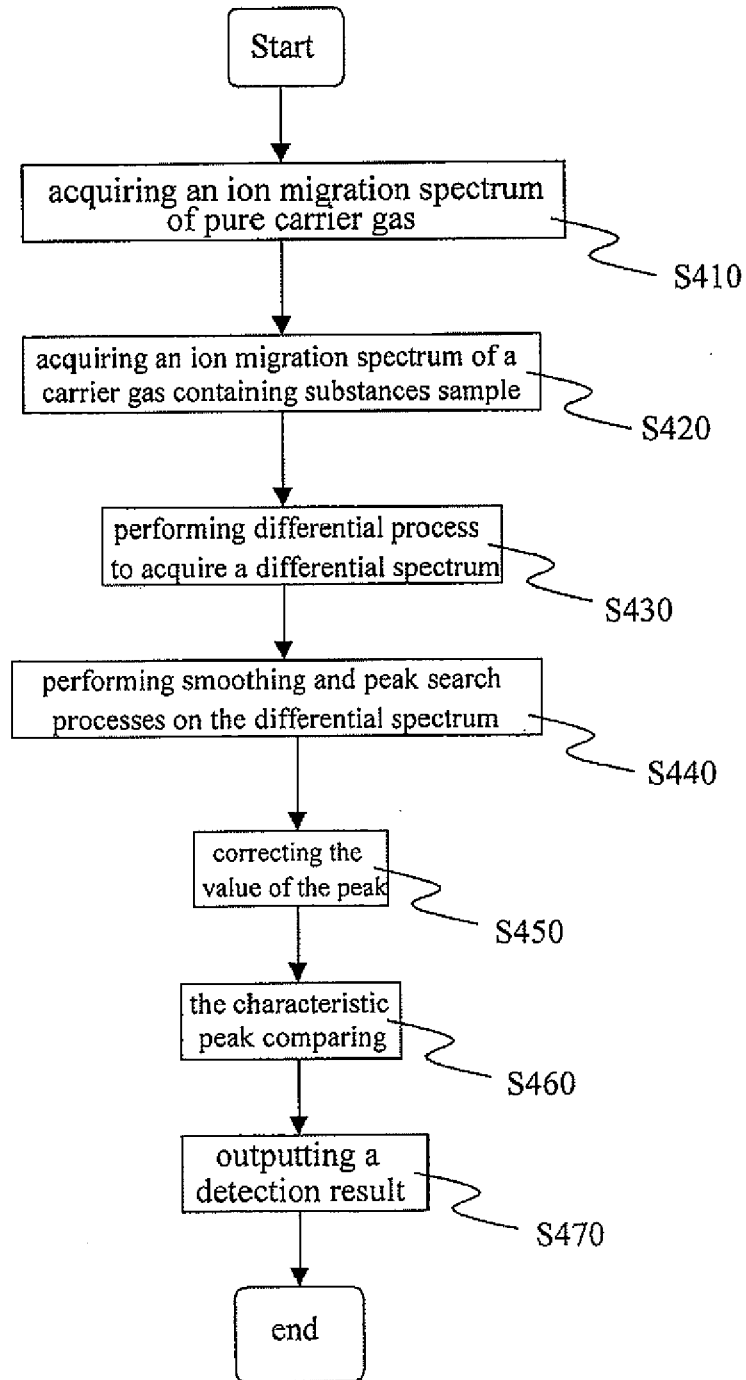 Start
acquiring an ion migration spectrum
of pure carrier gas
S410
acquiring an ion migration spectrum of a
carrier gas containing substances sample
S420
performing differential process
to acquire a differential spectrum
S430
performing smoothing and peak search
processes on the differential spectrum
S440
correcting the
value of the peak
S450
the characteristic
peak comparing
S460
outputting a
detection result
S470
end